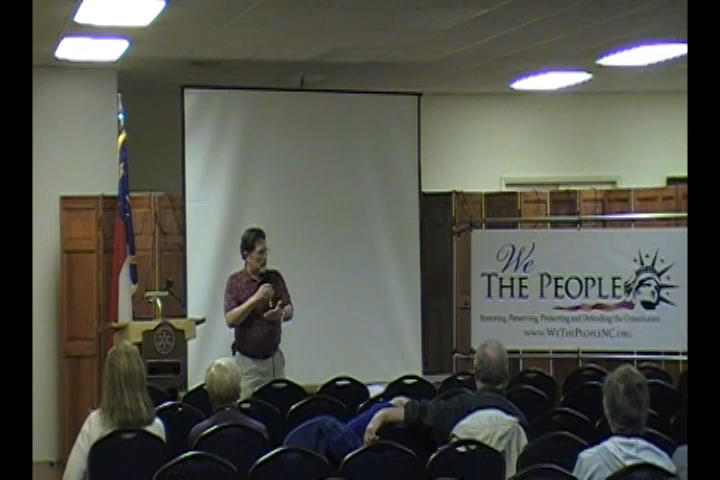 We
THE PEOPLE
Restoring, Preserving, Protecting and Defending the Constitution
WWW.WETHEPEOPLENC.ORG